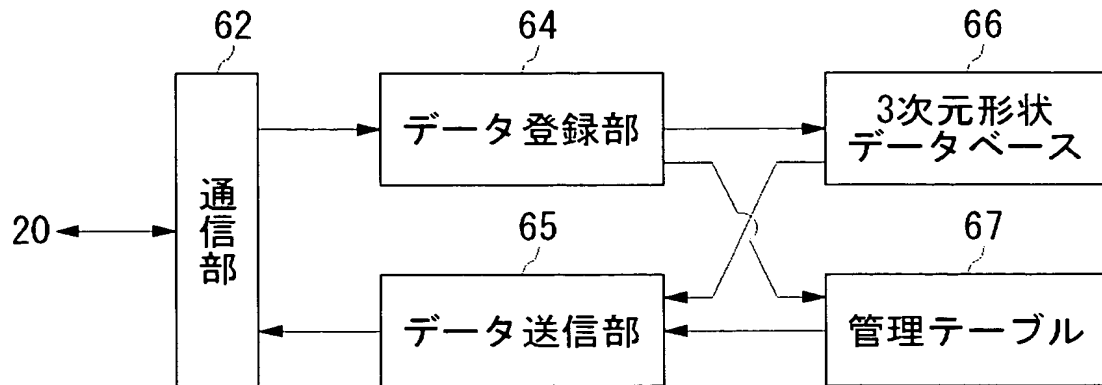 62
64
66
データ登録部
3次元形状
データベース
通信部
20
65
67
データ送信部
管理テーブル